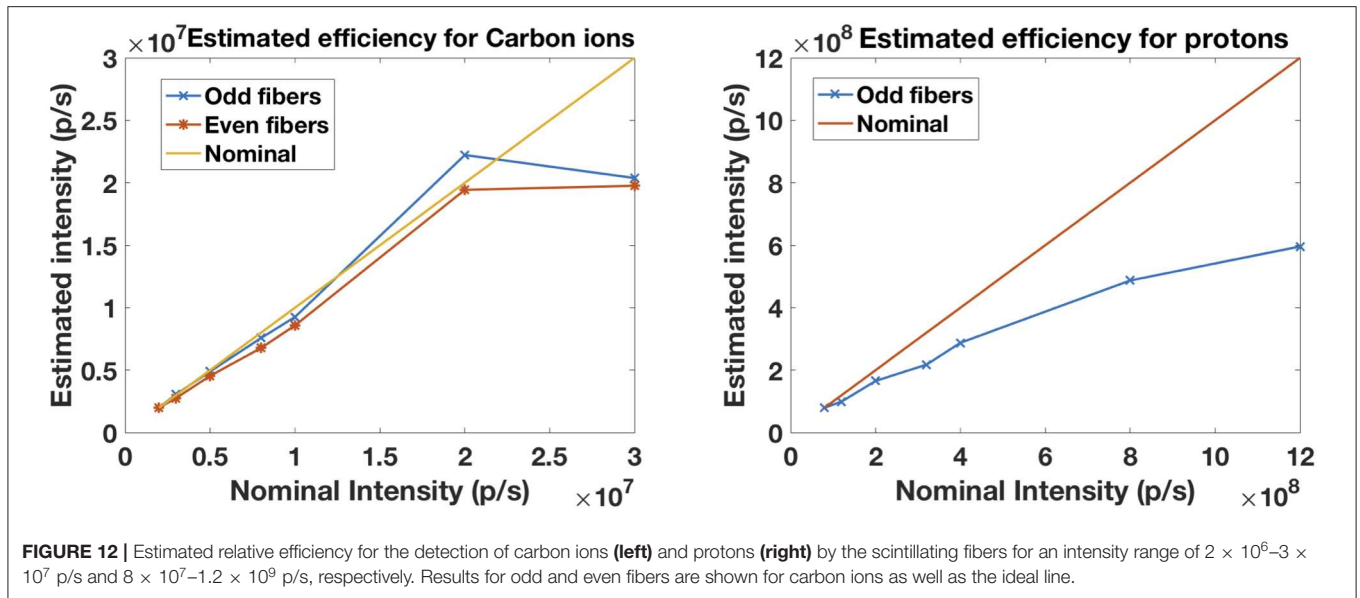 ×10⁷ Estimated efficiency for Carbon ions
Odd fibers
Even fibers
Nominal
Estimated intensity (p/s)
3
2.5
2
1.5
1
0.5
0
0 0.5 1 1.5 2 2.5 3
Nominal Intensity (p/s) ×10⁷
×10⁸ Estimated efficiency for protons
Odd fibers
Nominal
Estimated intensity (p/s)
12
10
8
6
4
2
0
0 2 4 6 8 10 12
Nominal Intensity (p/s) ×10⁸
FIGURE 12 | Estimated relative efficiency for the detection of carbon ions (left) and protons (right) by the scintillating fibers for an intensity range of 2 × 10⁶–3 ×
10⁷ p/s and 8 × 10⁷–1.2 × 10⁹ p/s, respectively. Results for odd and even fibers are shown for carbon ions as well as the ideal line.